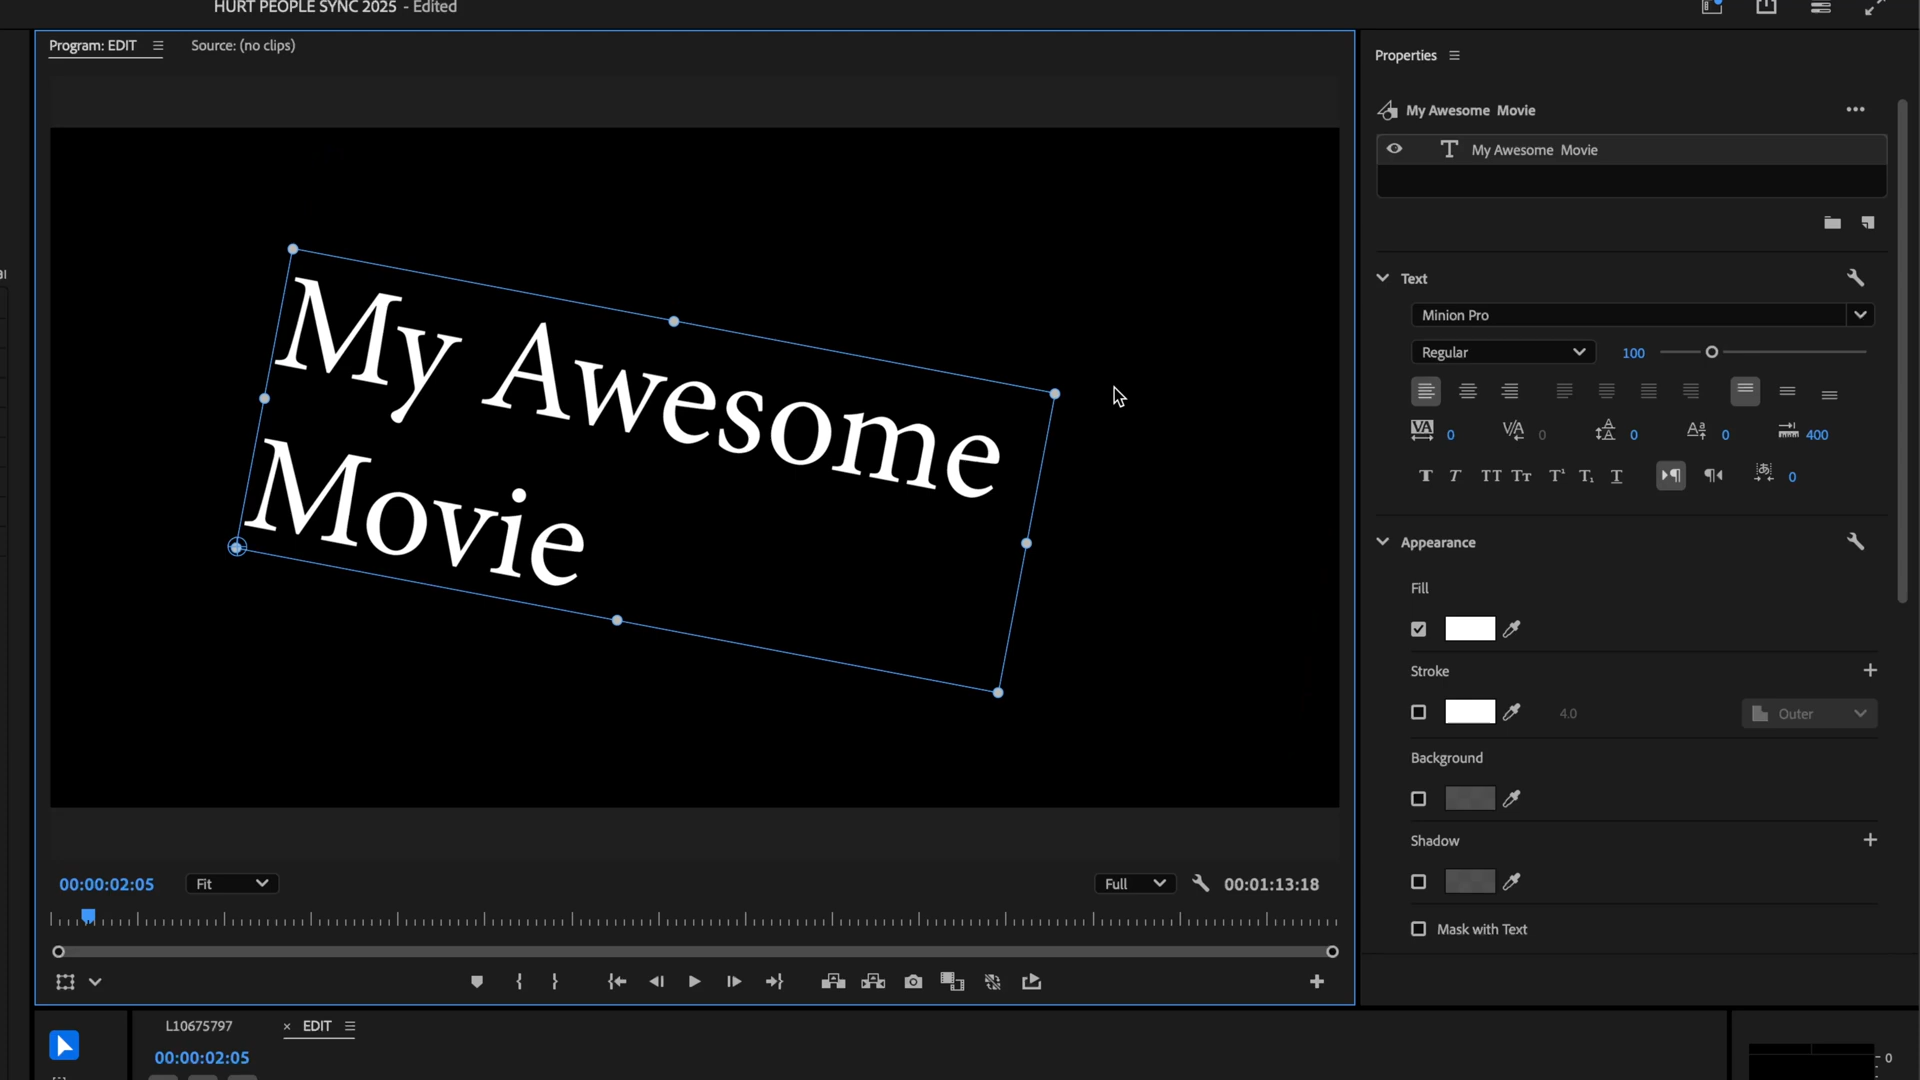 HURT PEOPLE SYNC 2025 - Edited
Program: EDIT
Source: (no clips)
My Awesome
Movie
00:00:02:05
Fit
Full
00:01:13:18
L10675797
× EDIT
00:00:02:05
Properties
My Awesome Movie
My Awesome Movie
Text
Minion Pro
Regular
100
0
0
0
0
400
0
Appearance
Fill
Stroke
4.0
Outer
Background
Shadow
Mask with Text
0